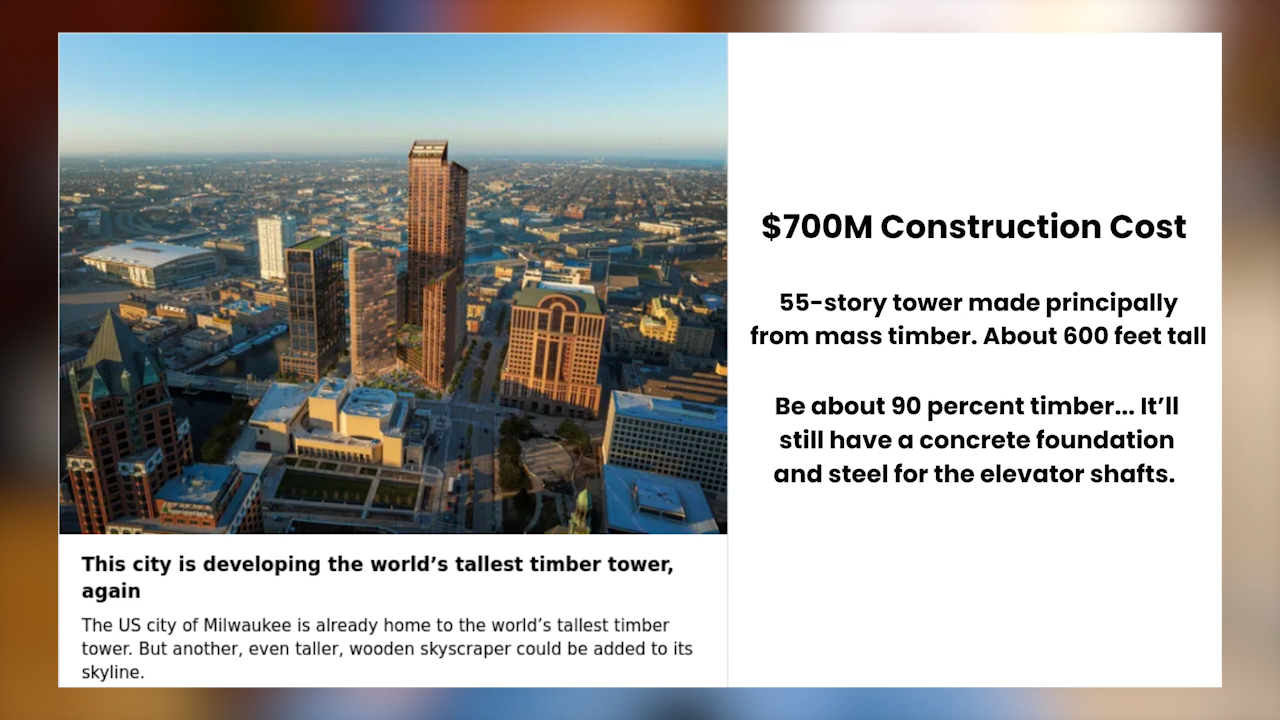 This city is developing the world’s tallest timber tower,
again
The US city of Milwaukee is already home to the world’s tallest timber
tower. But another, even taller, wooden skyscraper could be added to its
skyline.
$700M Construction Cost
55-story tower made principally
from mass timber. About 600 feet tall
Be about 90 percent timber... It’ll
still have a concrete foundation
and steel for the elevator shafts.